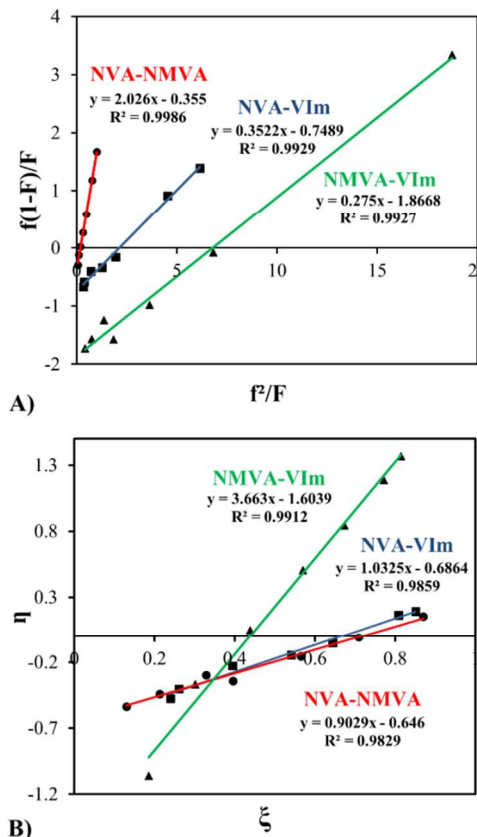 4
3
2
1
0
-1
-2
NVA-NMVA
y = 2.026x - 0.355
R² = 0.9986
NVA-VIm
y = 0.3522x - 0.7489
R² = 0.9929
NMVA-VIm
y = 0.275x - 1.8668
R² = 0.9927
0 5 10 15 20
f(1-F)/F
f²/F
A)
1.3
0.8
0.3
-0.2
-0.7
-1.2
NMVA-VIm
y = 3.663x - 1.6039
R² = 0.9912
NVA-VIm
y = 1.0325x - 0.6864
R² = 0.9859
0 0.2 0.4 0.6 0.8 1
NVA-NMVA
y = 0.9029x - 0.646
R² = 0.9829
η
ξ
B)